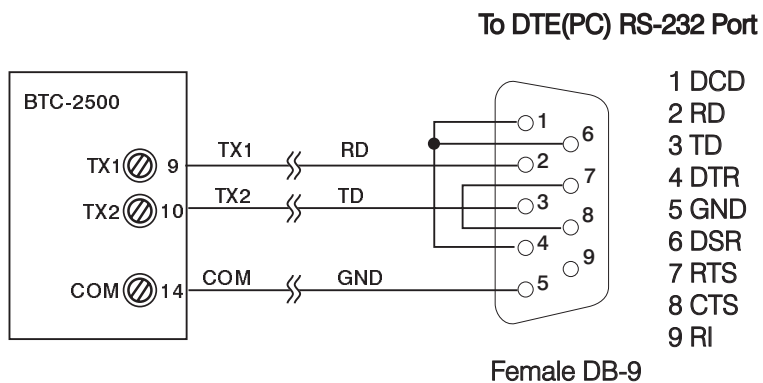 To DTE(PC) RS-232 Port
BTC-2500
TX1 9 TX1 RD
TX2 10 TX2 TD
COM 14 COM GND
1
6
2
7
3
8
4
9
5
1 DCD
2 RD
3 TD
4 DTR
5 GND
6 DSR
7 RTS
8 CTS
9 RI
Female DB-9